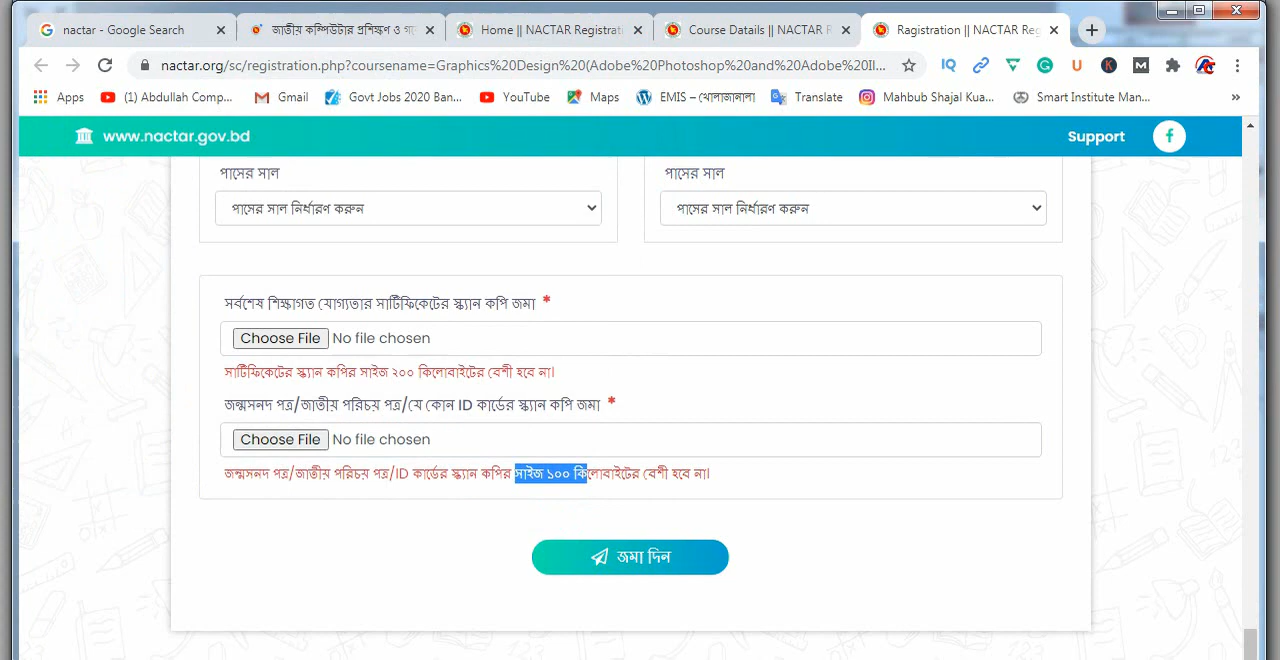 nactar - Google Search
জাতীয় কম্পিউটার প্রশিক্ষণ ও গ
Home || NACTAR Registrati
Course Datails || NACTAR R
Ragistration || NACTAR Reg
nactar.org/sc/registration.php?coursename=Graphics%20Design%20(Adobe%20Photoshop%20and%20Adobe%20Il...
Apps
(1) Abdullah Comp...
Gmail
Govt Jobs 2020 Ban...
YouTube
Maps
EMIS – খোলাজানালা
Translate
Mahbub Shajal Kua...
Smart Institute Man...
»
www.nactar.gov.bd
Support
পাসের সাল
পাসের সাল
পাসের সাল নির্ধারণ করুন
পাসের সাল নির্ধারণ করুন
সর্বশেষ শিক্ষাগত যোগ্যতার সার্টিফিকেটের স্ক্যান কপি জমা *
Choose File No file chosen
সার্টিফিকেটের স্ক্যান কপির সাইজ ২০০ কিলোবাইটের বেশী হবে না।
জন্মসনদ পত্র/জাতীয় পরিচয় পত্র/যে কোন ID কার্ডের স্ক্যান কপি জমা *
Choose File No file chosen
জন্মসনদ পত্র/জাতীয় পরিচয় পত্র/ID কার্ডের স্ক্যান কপির সাইজ ১০০ কিলোবাইটের বেশী হবে না।
জমা দিন